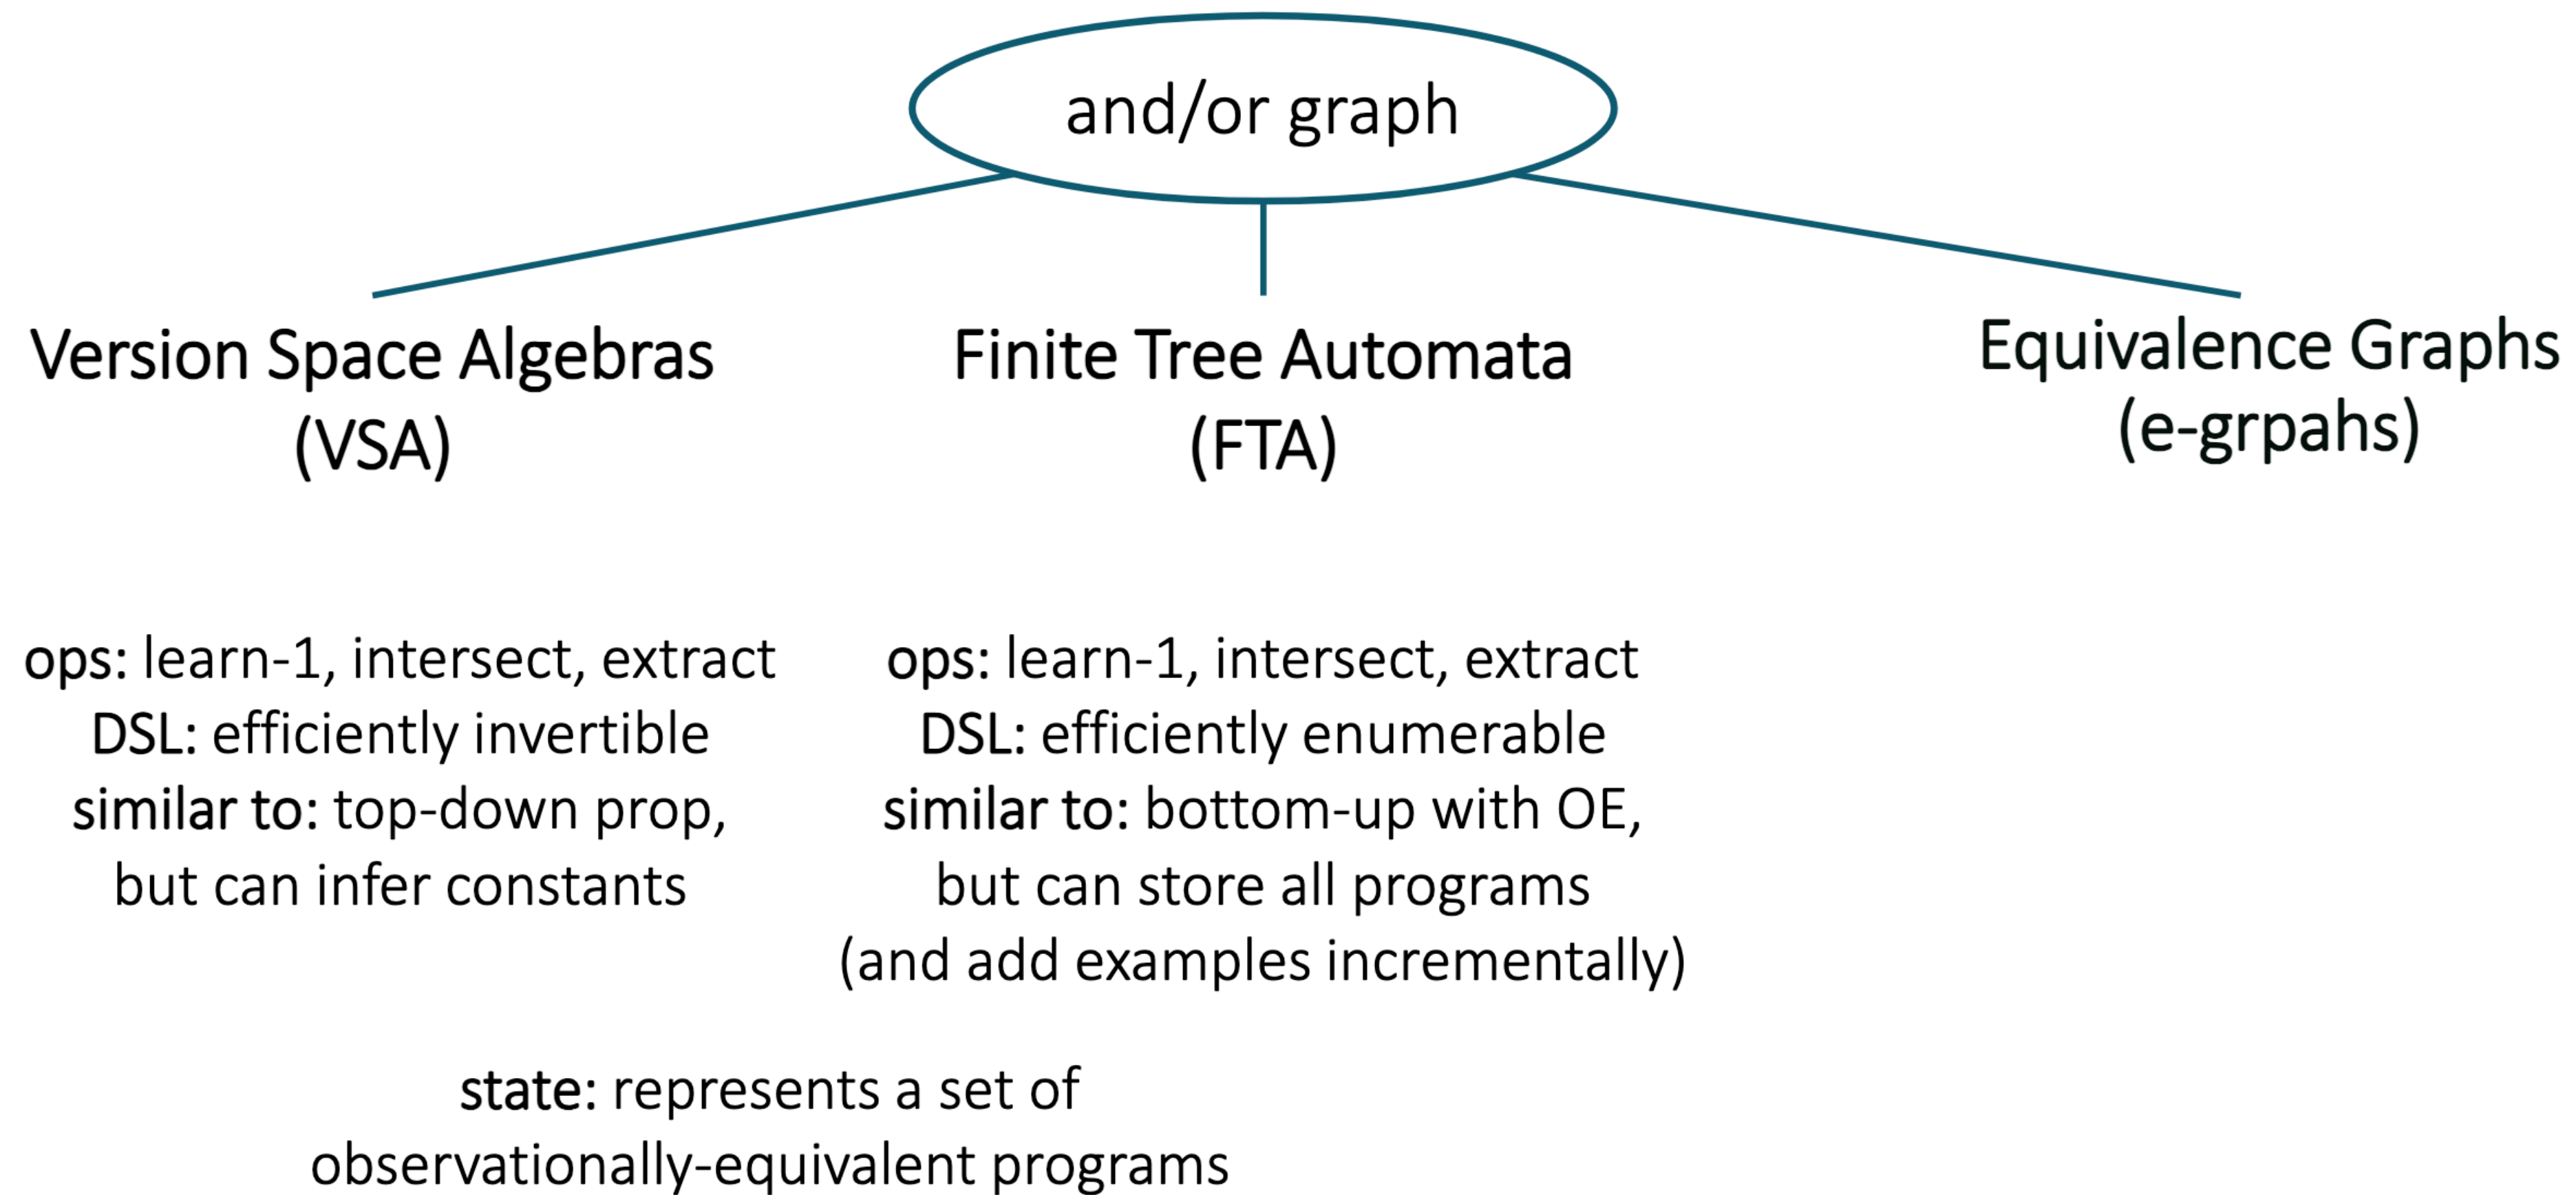 and/or graph
Version Space Algebras
(VSA)
Finite Tree Automata
(FTA)
Equivalence Graphs
(e-grpahs)
ops: learn-1, intersect, extract
DSL: efficiently invertible
similar to: top-down prop,
but can infer constants
ops: learn-1, intersect, extract
DSL: efficiently enumerable
similar to: bottom-up with OE,
but can store all programs
(and add examples incrementally)
state: represents a set of
observationally-equivalent programs